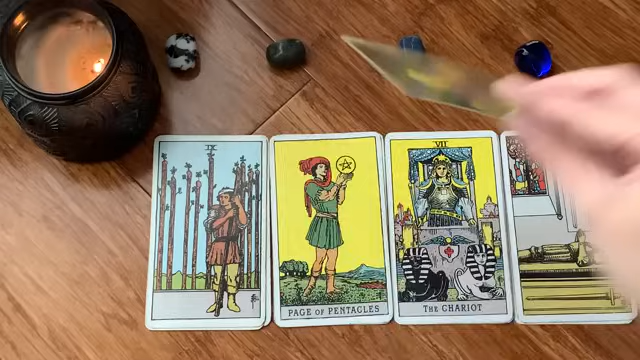 IX
PAGE OF PENTACLES
VII
THE CHARIOT